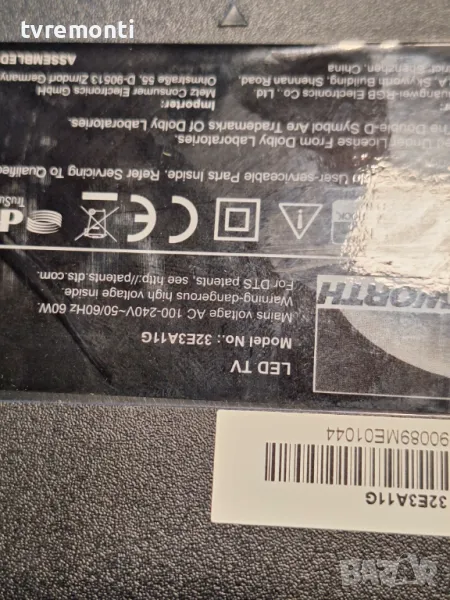 tvremonti
32E3A11G
90089ME01044
LED TV
Model No.: 32E3A11G
Mains voltage AC 100-240V~50/60HZ 60W.
Warning-dangerous high voltage inside.
For DTS patents, see http://patents.dts.com.
WORTH
CE
User-serviceable Parts Inside. Refer Servicing To Qualified
License From Dolby Laboratories.
The Double-D Symbol Are Trademarks Of Dolby Laboratories.
-RGB Electronics Co., Ltd.
Skyworth Building, Shennan Road,
Shenzhen, China
Importer:
Metz Consumer Electronics GmbH
Ohmstraße 55, D-90513 Zirndorf Germany
ASSEMBLED
BAZAR